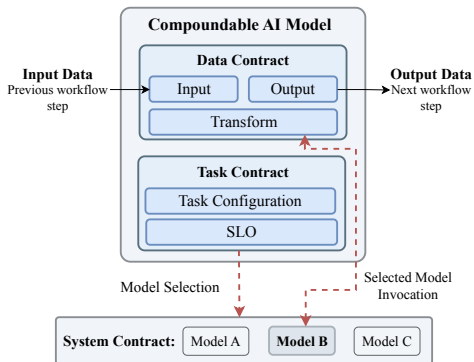 Compoundable AI Model
Data Contract
Input Data
Previous workflow
step
Input
Output
Output Data
Next workflow
step
Transform
Task Contract
Task Configuration
SLO
Model Selection
Selected Model
Invocation
System Contract:
Model A
Model B
Model C